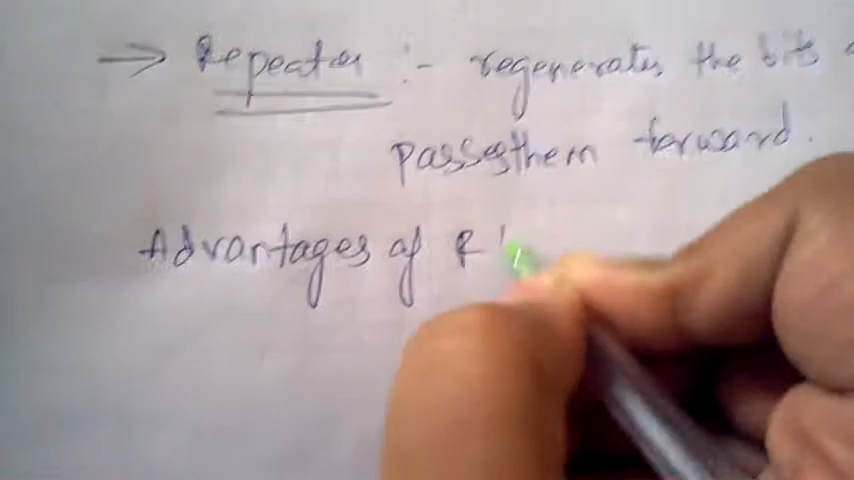 → Repeater :- regenerates the bits
passesthem forward.
Advantages of R